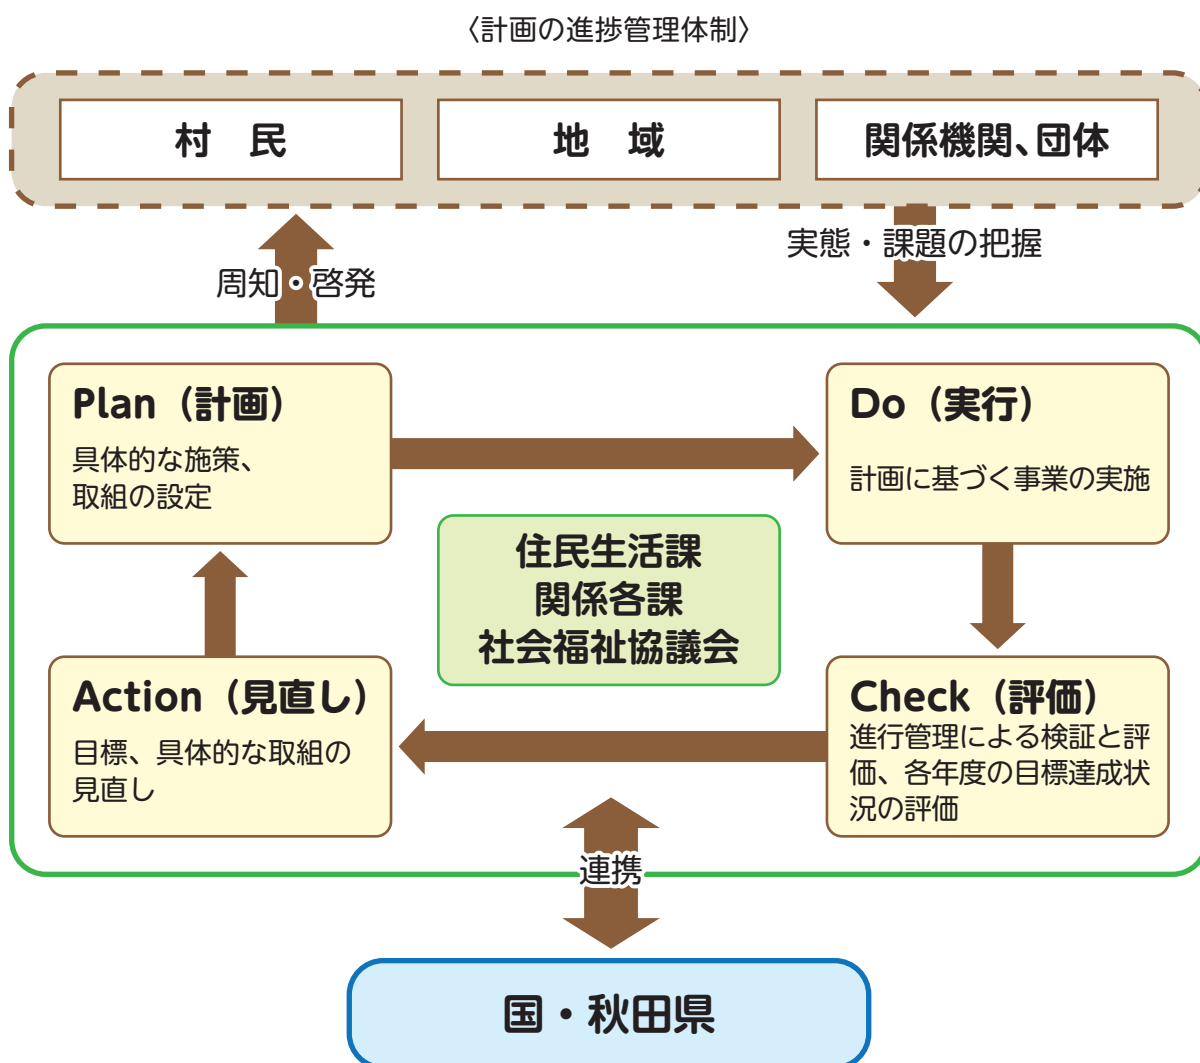 〈計画の進捗管理体制〉
村　民
地　域
関係機関、団体
周知・啓発
実態・課題の把握
Plan（計画）
具体的な施策、
取組の設定
Do（実行）
計画に基づく事業の実施
住民生活課
関係各課
社会福祉協議会
Action（見直し）
目標、具体的な取組の
見直し
Check（評価）
進行管理による検証と評
価、各年度の目標達成状
況の評価
連携
国・秋田県